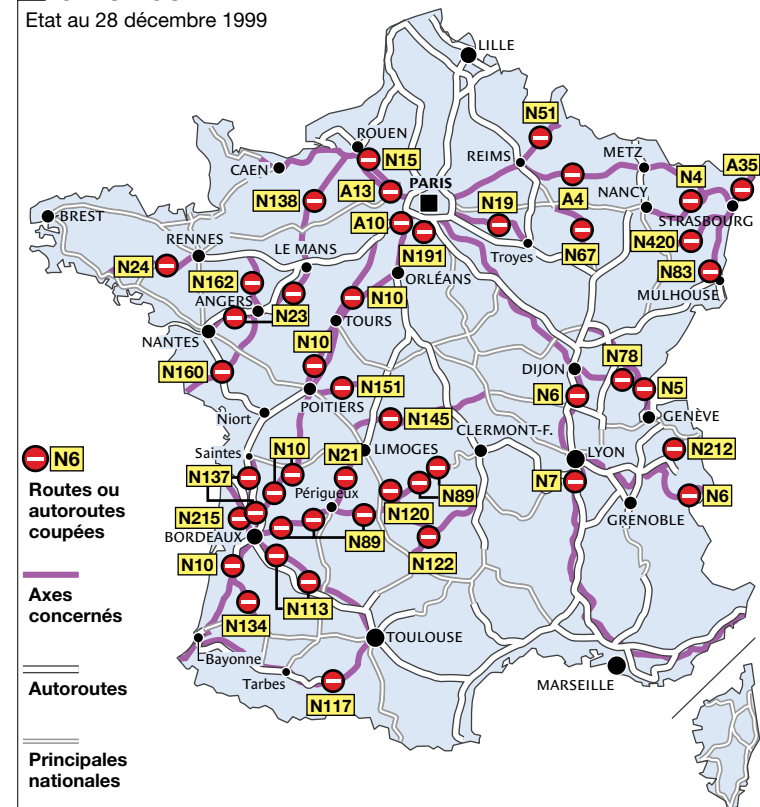 Etat au 28 décembre 1999
LILLE
N51
ROUEN
N15
REIMS
METZ
A35
CAEN
A13
PARIS
N138
A4
NANCY
N4
STRASBOURG
BREST
A10
N19
N191
Troyes
N67
N420
RENNES
LE MANS
N24
N162
ORLÉANS
N83
MULHOUSE
ANGERS
N23
N10
TOURS
NANTES
N10
N160
DIJON
N78
N151
N6
N5
POITIERS
GENÈVE
Niort
N145
CLERMONT-F.
N6
Saintes
N10
N21
LIMOGES
LYON
N212
Routes ou
autoroutes
coupées
N137
Périgueux
N7
N89
N6
N120
GRENOBLE
N215
BORDEAUX
N89
N122
N10
Axes
concernés
N113
N134
TOULOUSE
Bayonne
Autoroutes
Tarbes
MARSEILLE
N117
Principales
nationales